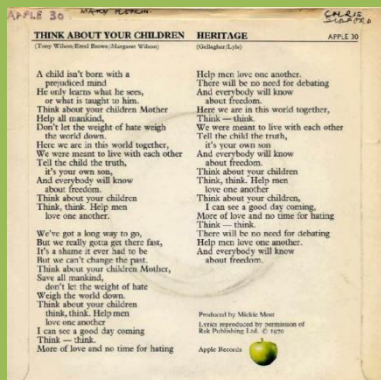 APPLE 30
MARY HOPKIN
THINK ABOUT YOUR CHILDREN
(Tony Wilson/Errol Brown/Margaret Wilson)
HERITAGE
(Gallagher/Lyle)
APPLE 30
A child isn't born with a
prejudiced mind
He only learns what he sees,
or what is taught to him.
Think about your children Mother
Help all mankind,
Don't let the weight of hate weigh
the world down.
Here we are in this world together,
We were meant to live with each other
Tell the child the truth,
it's your own son,
And everybody will know
about freedom.
Think about your children
Think, think. Help men
love one another.
We've got a long way to go,
But we really gotta get there fast,
It's a shame it ever had to be
But we can't change the past.
Think about your children Mother,
Save all mankind,
don't let the weight of hate
Weigh the world down.
Think about your children
think, think. Help men
love one another
I can see a good day coming
Think — think.
More of love and no time for hating
Help men love one another.
There will be no need for debating
And everybody will know
about freedom.
Here we are in this world together,
Think — think.
We were meant to live with each other
Tell the child the truth,
it's your own son
And everybody will know
about freedom.
Think about your children
Think, think. Help men
love one another
Think about your children,
I can see a good day coming,
More of love and no time for hating
Think — think.
There will be no need for debating
Help men love one another.
And everybody will know
about freedom.
Produced by Mickie Most
Lyrics reproduced by permission of
Rak Publishing Ltd. © 1970
Apple Records